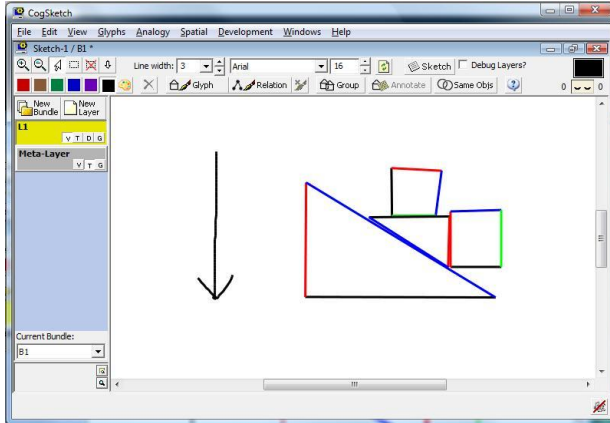 CogSketch
File Edit View Glyphs Analogy Spatial Development Windows Help
Sketch-1 / B1 *
Line width: 3 Arial 16 Sketch Debug Layers?
Glyph Relation Group Annotate Same Objs 0 0
New Bundle New Layer
L1
V T D G
Meta-Layer
V T G
Current Bundle:
B1